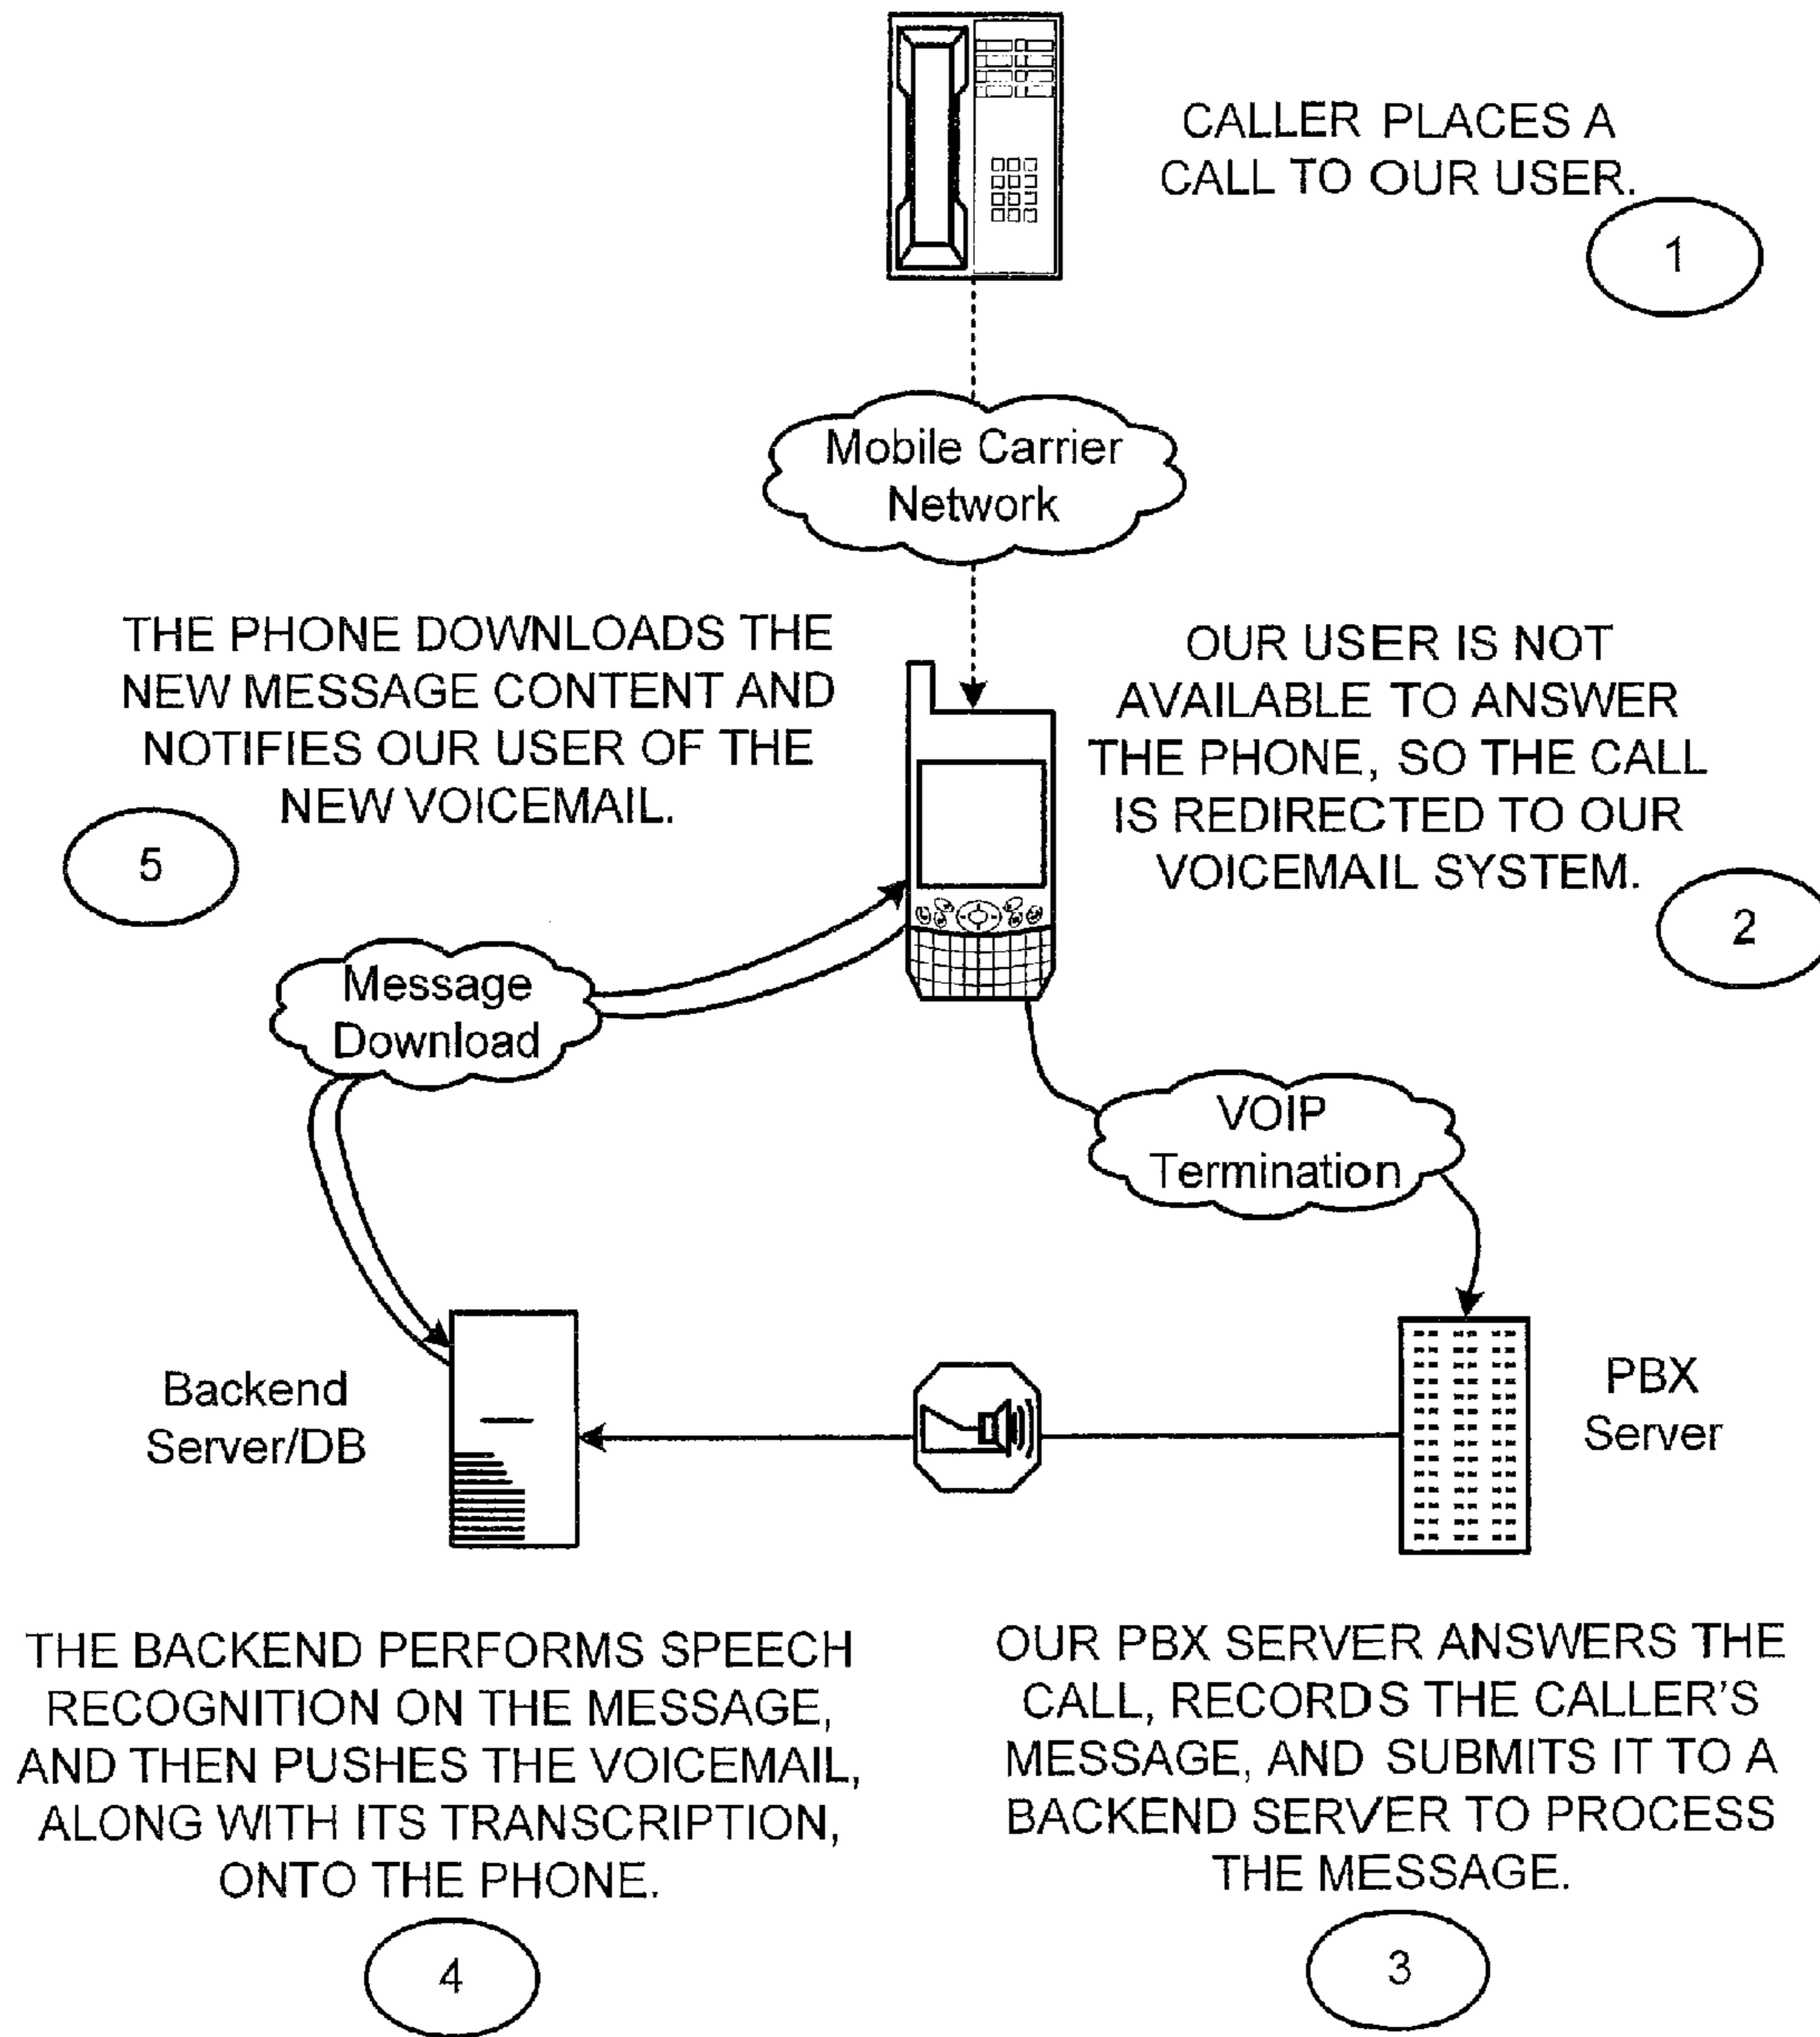 CALLER PLACES A
CALL TO OUR USER.
1
Mobile Carrier
Network
OUR USER IS NOT
AVAILABLE TO ANSWER
THE PHONE, SO THE CALL
IS REDIRECTED TO OUR
VOICEMAIL SYSTEM.
2
VOIP
Termination
PBX
Server
OUR PBX SERVER ANSWERS THE
CALL, RECORDS THE CALLER'S
MESSAGE, AND SUBMITS IT TO A
BACKEND SERVER TO PROCESS
THE MESSAGE.
3
Backend
Server/DB
THE BACKEND PERFORMS SPEECH
RECOGNITION ON THE MESSAGE,
AND THEN PUSHES THE VOICEMAIL,
ALONG WITH ITS TRANSCRIPTION,
ONTO THE PHONE.
4
Message
Download
THE PHONE DOWNLOADS THE
NEW MESSAGE CONTENT AND
NOTIFIES OUR USER OF THE
NEW VOICEMAIL.
5